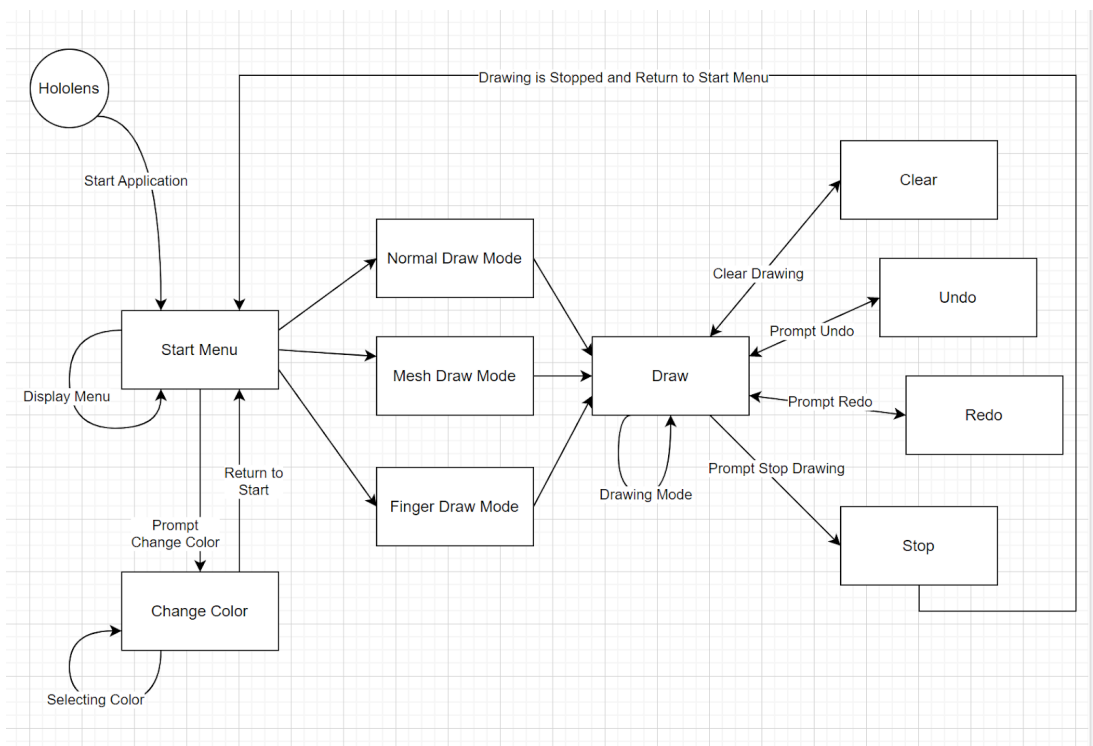 Hololens
Drawing is Stopped and Return to Start Menu
Start Application
Clear
Normal Draw Mode
Clear Drawing
Undo
Prompt Undo
Start Menu
Mesh Draw Mode
Draw
Display Menu
Prompt Redo
Redo
Return to
Start
Prompt Stop Drawing
Drawing Mode
Finger Draw Mode
Prompt
Change Color
Stop
Change Color
Selecting Color